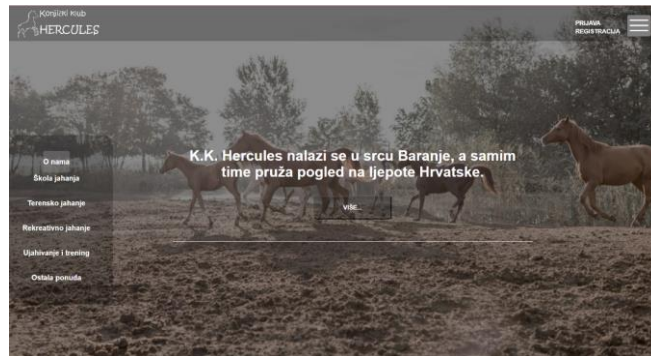 Konjički Klub
HERCULES
PRIJAVA
REGISTRACIJA
O nama
Škola jahanja
Terensko jahanje
Rekreativno jahanje
Ujahivanje i trening
Ostala ponuda
K.K. Hercules nalazi se u srcu Baranje, a samim
time pruža pogled na ljepote Hrvatske.
VIŠE...